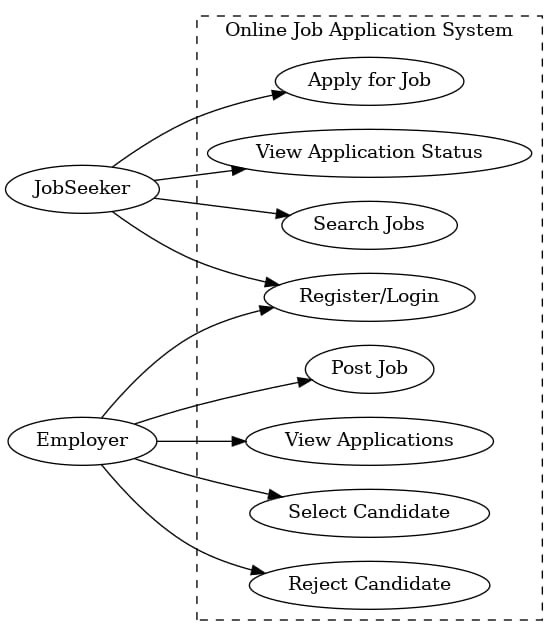 Online Job Application System
Apply for Job
View Application Status
JobSeeker
Search Jobs
Register/Login
Post Job
Employer
View Applications
Select Candidate
Reject Candidate